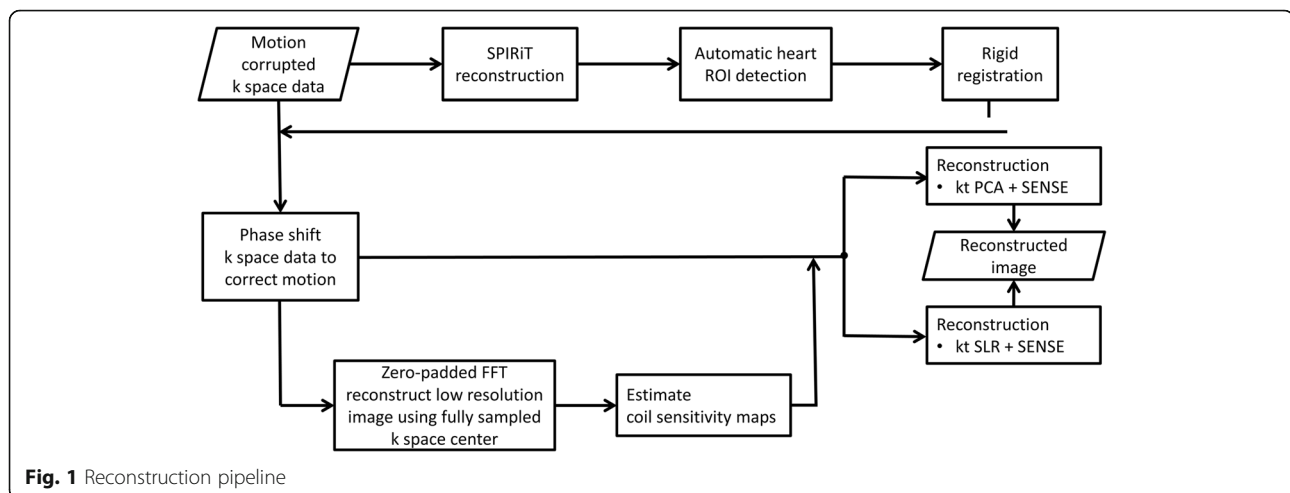 Motion
corrupted
k space data
SPIRiT
reconstruction
Automatic heart
ROI detection
Rigid
registration
Phase shift
k space data to
correct motion
Reconstruction
• kt PCA + SENSE
Reconstructed
image
Reconstruction
• kt SLR + SENSE
Zero-padded FFT
reconstruct low resolution
image using fully sampled
k space center
Estimate
coil sensitivity maps
Fig. 1 Reconstruction pipeline